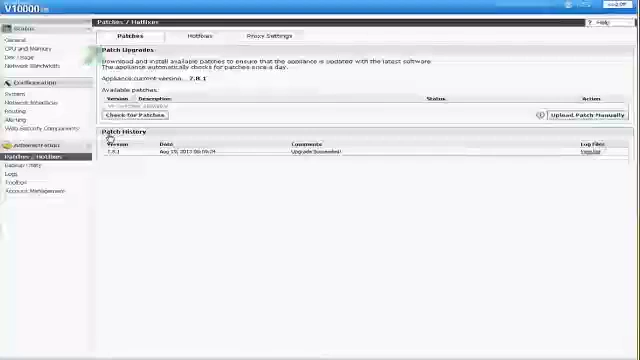 V10000
Log Off
Patches / Hotfixes
Help
Status
General
CPU and Memory
Disk Usage
Network Bandwidth
Configuration
System
Network Interfaces
Routing
Alerting
Web Security Components
Administration
Patches / Hotfixes
Backup Utility
Logs
Toolbox
Account Management
Patches
Hotfixes
Proxy Settings
Patch Upgrades
Download and install available patches to ensure that the appliance is updated with the latest software.
The appliance automatically checks for patches once a day.
Appliance current version: 7.8.1
Available patches:
Version Description Status Action
Check for Patches
Upload Patch Manually
Patch History
Version Date Comments Log Files
7.8.1 Upgrade Succeeded